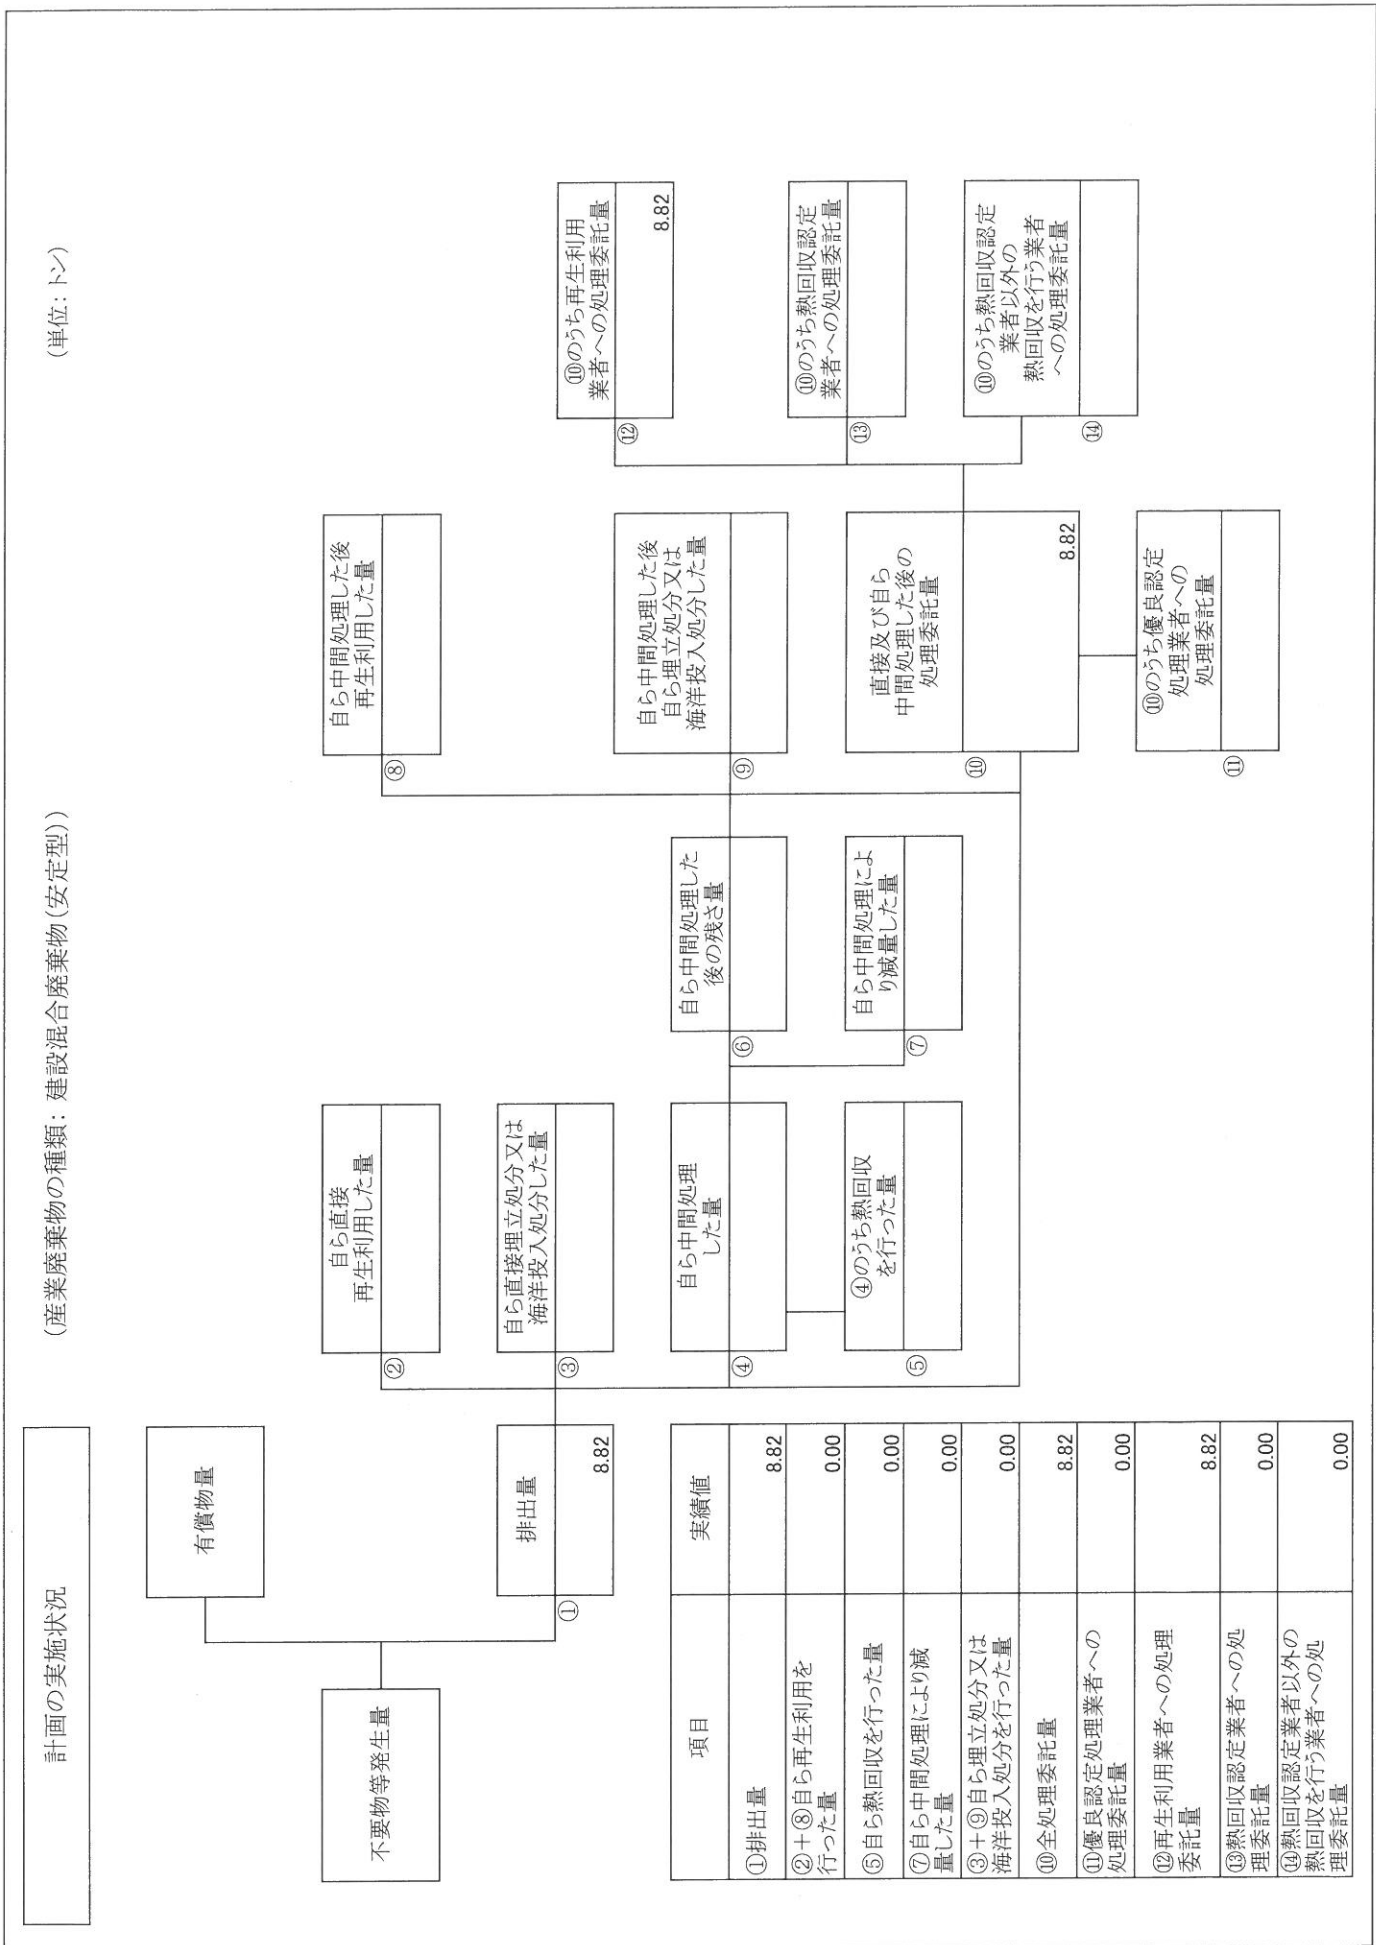 計画の実施状況
(産業廃棄物の種類: 建設混合廃棄物(安定型))
(単位: トン)
不要物等発生量
有償物量
①
排出量
8.82
②
自ら直接
再生利用した量
③
自ら直接埋立処分又は
海洋投入処分した量
④
自ら中間処理
した量
⑤
④のうち熱回収
を行った量
⑥
自ら中間処理した
後の残さ量
⑦
自ら中間処理によ
り減量した量
⑧
自ら中間処理した後
再生利用した量
⑨
自ら中間処理した後
自ら埋立処分又は
海洋投入処分した量
⑩
直接及び自ら
中間処理した後の
処理委託量
8.82
⑪
⑩のうち優良認定
処理業者への
処理委託量
⑫
⑩のうち再生利用
業者への処理委託量
8.82
⑬
⑩のうち熱回収認定
業者への処理委託量
⑭
⑩のうち熱回収認定
業者以外の
熱回収を行う業者
への処理委託量
項目 実績値
①排出量 8.82
②+⑧自ら再生利用を
行った量 0.00
⑤自ら熱回収を行った量 0.00
⑦自ら中間処理により減
量した量 0.00
③+⑨自ら埋立処分又は
海洋投入処分を行った量 0.00
⑩全処理委託量 8.82
⑪優良認定処理業者への
処理委託量 0.00
⑫再生利用業者への処理
委託量 8.82
⑬熱回収認定業者への処
理委託量 0.00
⑭熱回収認定業者以外の
熱回収を行う業者への処
理委託量 0.00